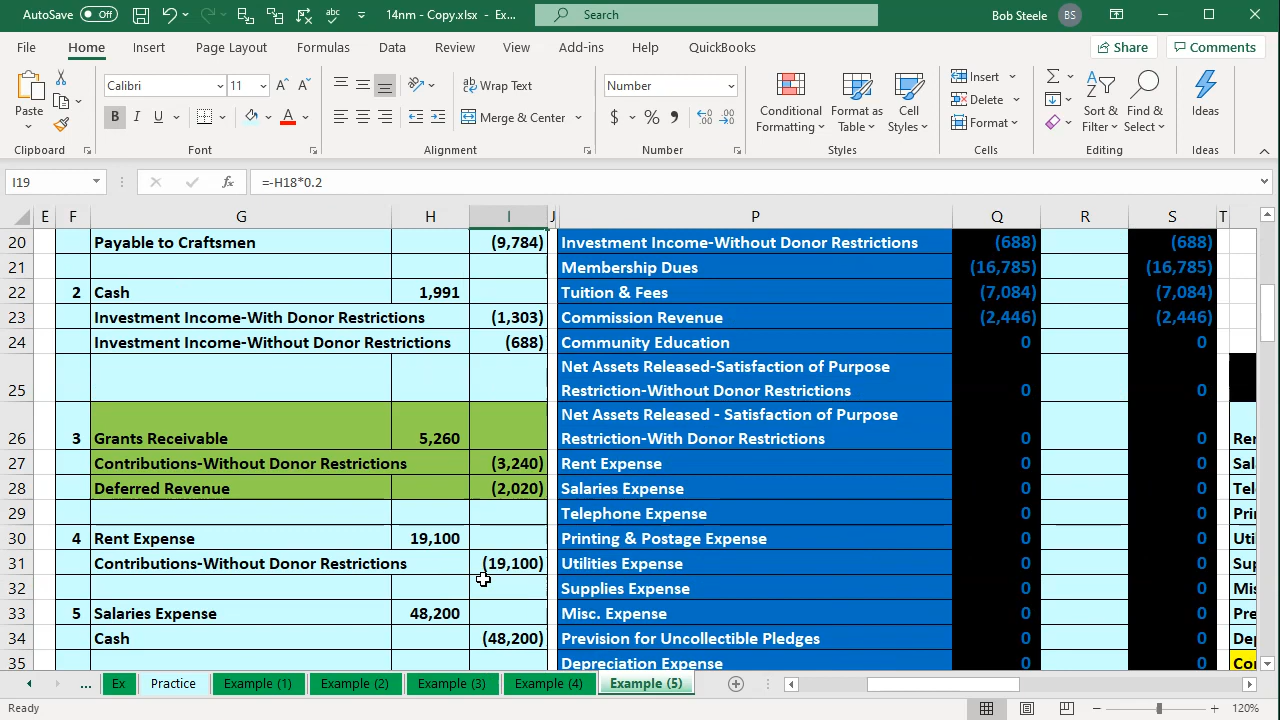 AutoSave Off 14nm - Copy.xlsx - Ex... Search Bob Steele BS
File Home Insert Page Layout Formulas Data Review View Add-ins Help QuickBooks Share Comments
Calibri 11 Wrap Text Number Insert
Paste Merge & Center Conditional Formatting Format as Table Cell Styles Delete Sort & Filter Find & Select Ideas
B I U A $ % Format
Clipboard Font Alignment Number Styles Cells Editing Ideas
I19 fx =-H18*0.2
E F G H I J P Q R S T
20 Payable to Craftsmen (9,784) Investment Income-Without Donor Restrictions (688) (688)
21 Membership Dues (16,785) (16,785)
22 2 Cash 1,991 Tuition & Fees (7,084) (7,084)
23 Investment Income-With Donor Restrictions (1,303) Commission Revenue (2,446) (2,446)
24 Investment Income-Without Donor Restrictions (688) Community Education 0 0
Net Assets Released-Satisfaction of Purpose
25 Restriction-Without Donor Restrictions 0 0
Net Assets Released - Satisfaction of Purpose
26 3 Grants Receivable 5,260 Restriction-With Donor Restrictions 0 0 Rer
27 Contributions-Without Donor Restrictions (3,240) Rent Expense 0 0 Sal
28 Deferred Revenue (2,020) Salaries Expense 0 0 Tel
29 Telephone Expense 0 0 Pri
30 4 Rent Expense 19,100 Printing & Postage Expense 0 0 Uti
31 Contributions-Without Donor Restrictions (19,100) Utilities Expense 0 0 Sup
32 Supplies Expense 0 0 Mis
33 5 Salaries Expense 48,200 Misc. Expense 0 0 Pre
34 Cash (48,200) Prevision for Uncollectible Pledges 0 0 Dep
35 Depreciation Expense 0 0 Cor
... Ex Practice Example (1) Example (2) Example (3) Example (4) Example (5)
Ready 120%